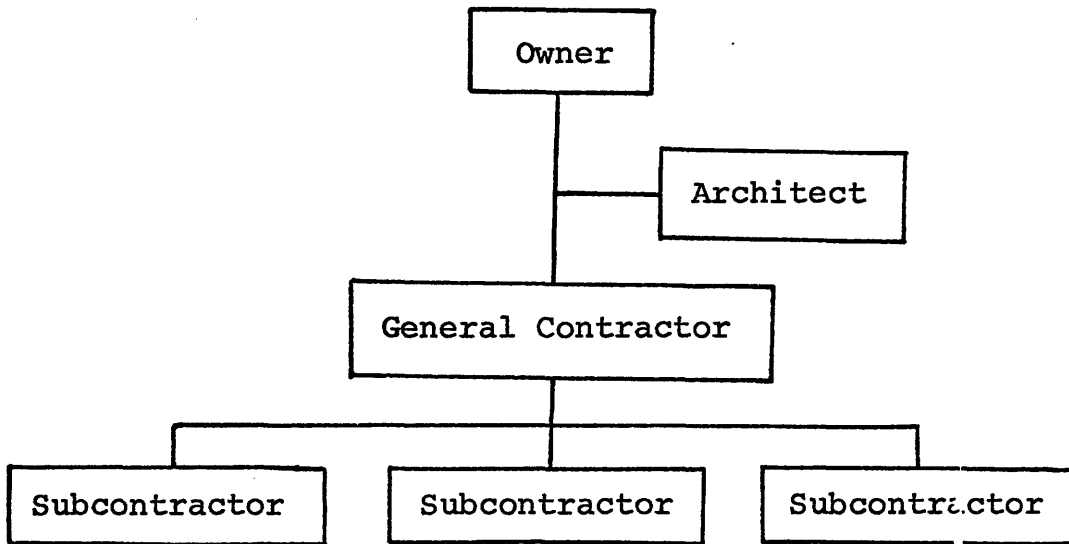 Owner
Architect
General Contractor
Subcontractor
Subcontractor
Subcontractor